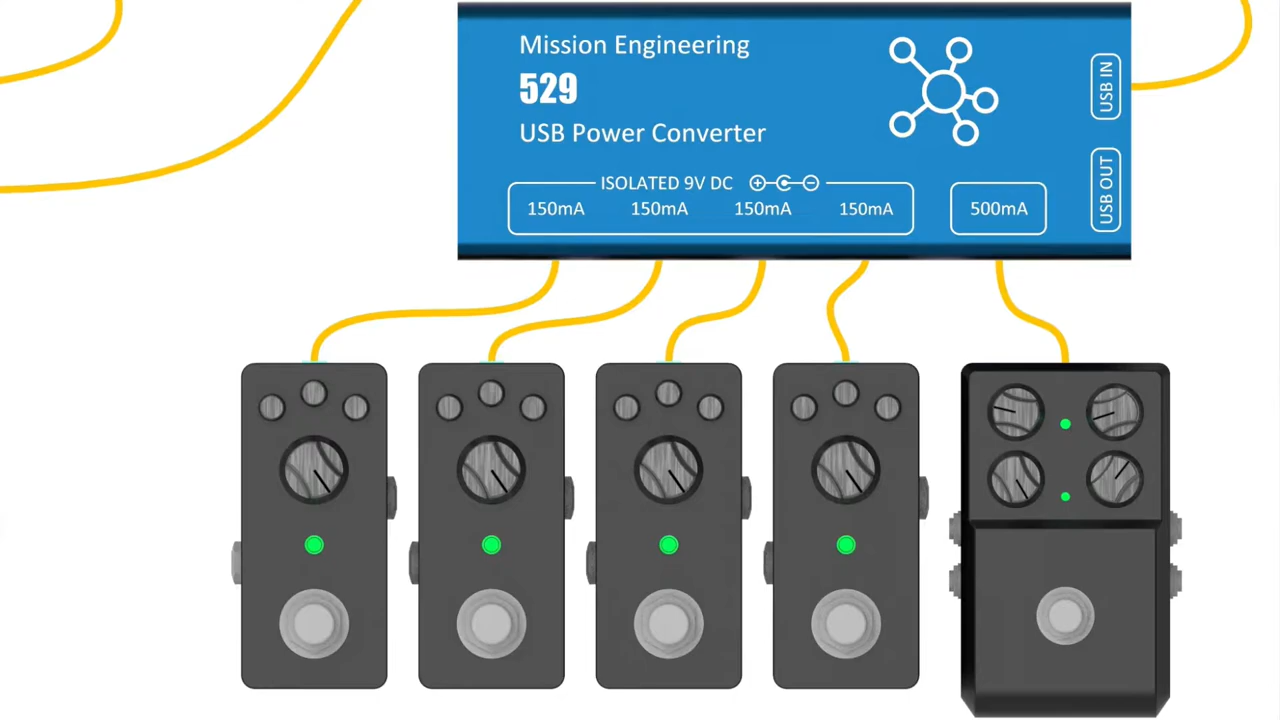 Mission Engineering
529
USB Power Converter
USB IN
USB OUT
ISOLATED 9V DC
150mA 150mA 150mA 150mA 500mA